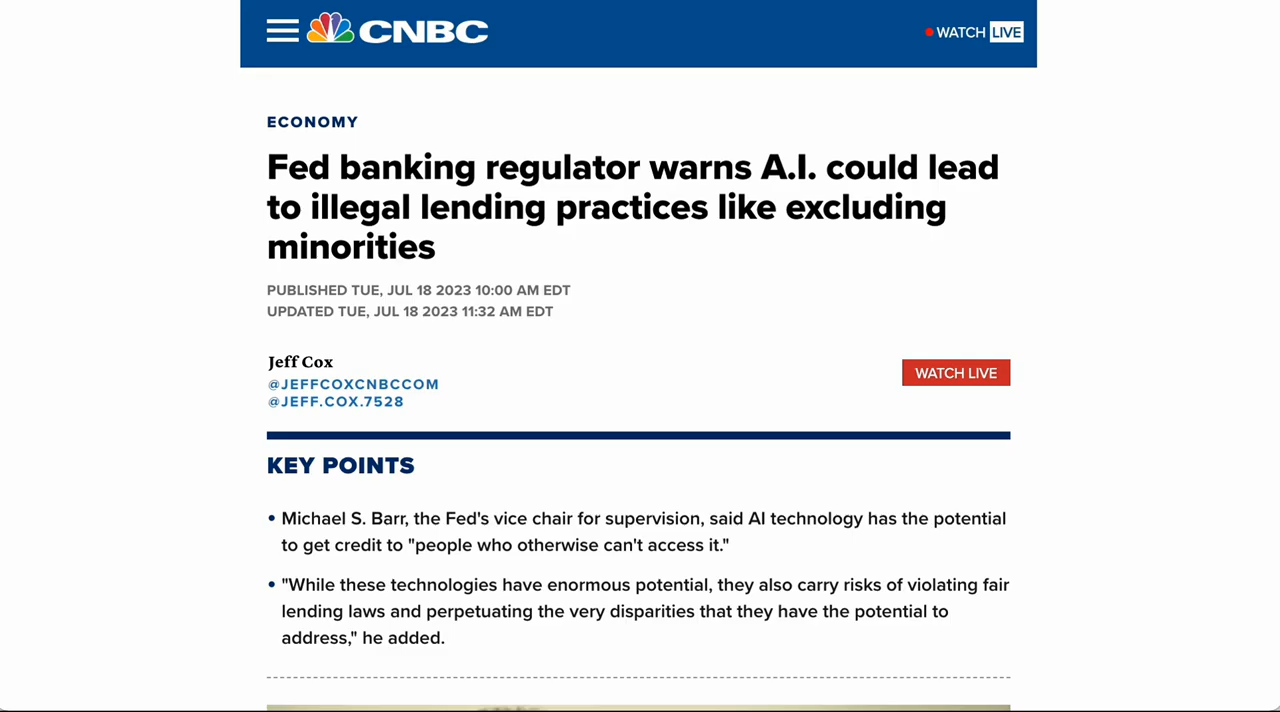 CNBC
WATCH LIVE
ECONOMY
Fed banking regulator warns A.I. could lead
to illegal lending practices like excluding
minorities
PUBLISHED TUE, JUL 18 2023 10:00 AM EDT
UPDATED TUE, JUL 18 2023 11:32 AM EDT
Jeff Cox
@JEFFCOXCNBCCOM
@JEFF.COX.7528
WATCH LIVE
KEY POINTS
• Michael S. Barr, the Fed's vice chair for supervision, said AI technology has the potential
to get credit to "people who otherwise can't access it."
• "While these technologies have enormous potential, they also carry risks of violating fair
lending laws and perpetuating the very disparities that they have the potential to
address," he added.